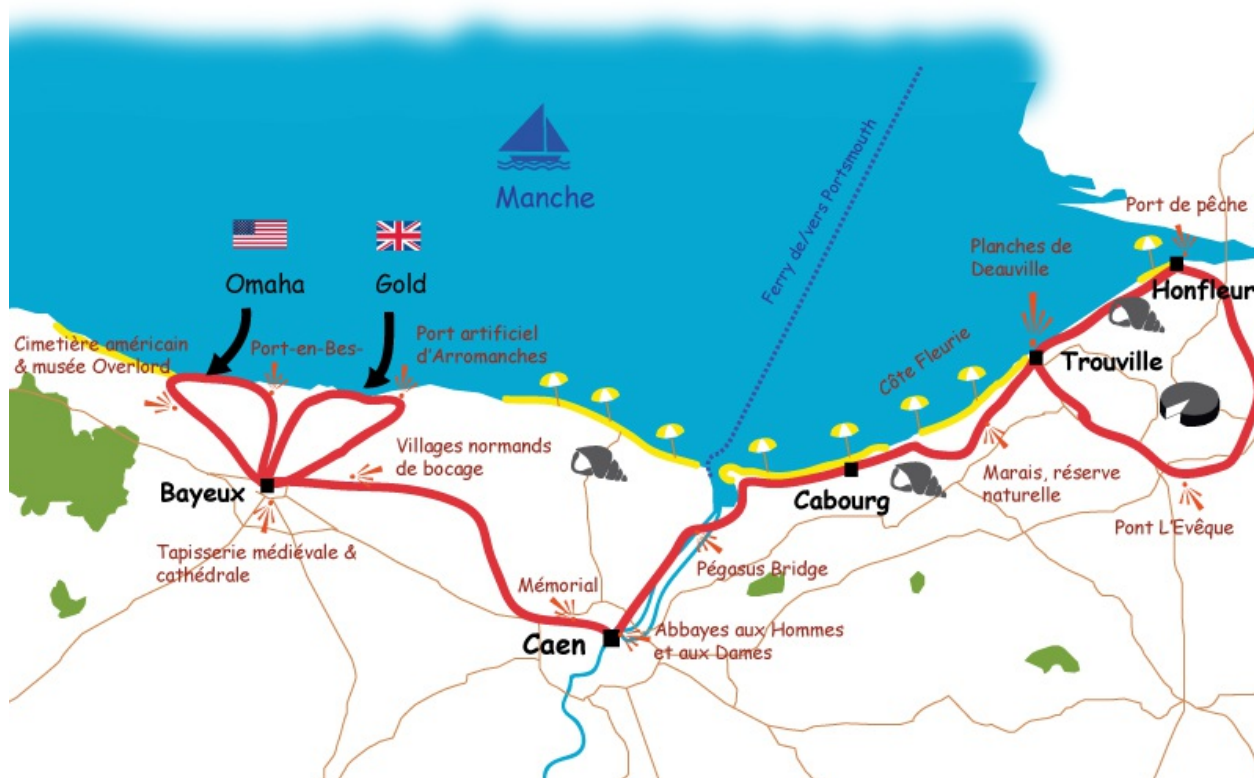 Manche
Ferry de/vers Portsmouth
Omaha
Gold
Cimetière américain
& musée Overlord
Port-en-Bes-
Port artificiel
d'Arromanches
Villages normands
de bocage
Bayeux
Tapisserie médiévale &
cathédrale
Mémorial
Caen
Abbayes aux Hommes
et aux Dames
Pégasus Bridge
Cabourg
Côte Fleurie
Marais, réserve
naturelle
Planches de
Deauville
Trouville
Port de pêche
Honfleur
Pont L'Evêque